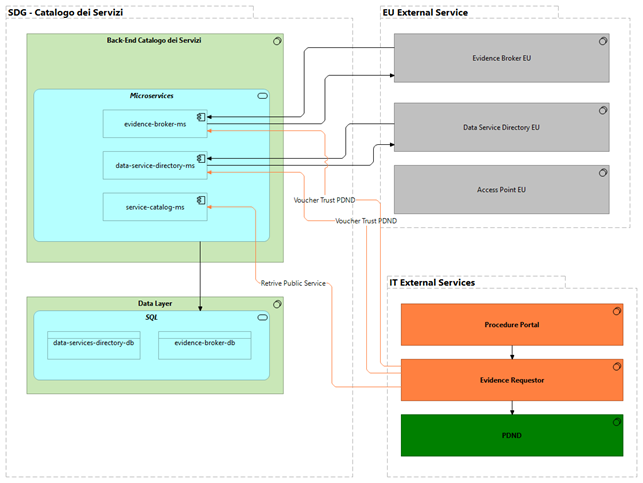 SDG - Catalogo dei Servizi
Back-End Catalogo dei Servizi
Microservices
evidence-broker-ms
data-service-directory-ms
service-catalog-ms
Data Layer
SQL
data-services-directory-db
evidence-broker-db
EU External Service
Evidence Broker EU
Data Service Directory EU
Access Point EU
Voucher Trust PDND
Voucher Trust PDND
Retrive Public Service
IT External Services
Procedure Portal
Evidence Requestor
PDND